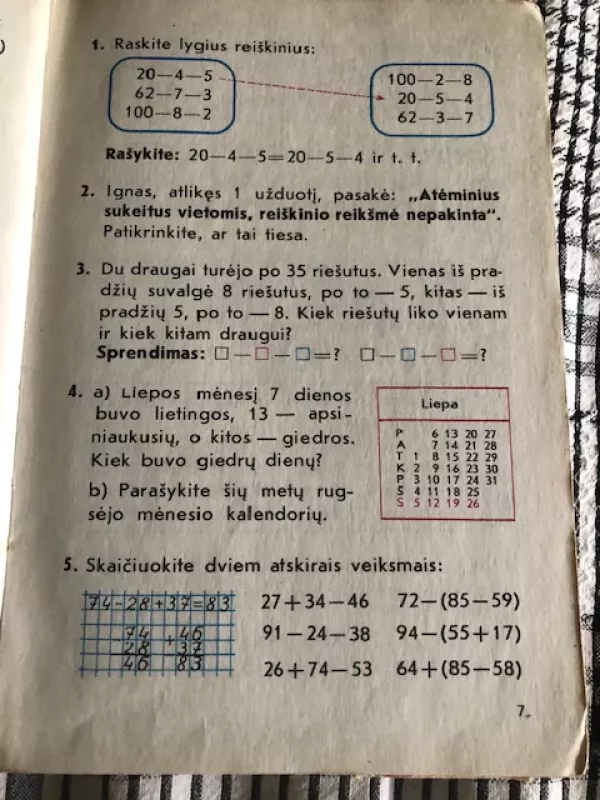 1. Raskite lygius reiškinius:
20—4—5
62—7—3
100—8—2
100—2—8
20—5—4
62—3—7
Rašykite: 20—4—5=20—5—4 ir t. t.
2. Ignas, atlikęs 1 užduotį, pasakė: „Atėminius
sukeitus vietomis, reiškinio reikšmė nepakinta“.
Patikrinkite, ar tai tiesa.
3. Du draugai turėjo po 35 riešutus. Vienas iš pra-
džių suvalgė 8 riešutus, po to — 5, kitas — iš
pradžių 5, po to — 8. Kiek riešutų liko vienam
ir kiek kitam draugui?
Sprendimas: □—□—□=? □—□—□=?
4. a) Liepos mėnesį 7 dienos
buvo lietingos, 13 — apsi-
niaukusių, o kitos — giedros.
Kiek buvo giedrų dienų?
b) Parašykite šių metų rug-
sėjo mėnesio kalendorių.
Liepa
P 6 13 20 27
A 7 14 21 28
T 1 8 15 22 29
K 2 9 16 23 30
P 3 10 17 24 31
S 4 11 18 25
S 5 12 19 26
5. Skaičiuokite dviem atskirais veiksmais:
74-28+37=83
-74 +46
28 37
46 83
27+34—46 72—(85—59)
91—24—38 94—(55+17)
26+74—53 64+(85—58)
7